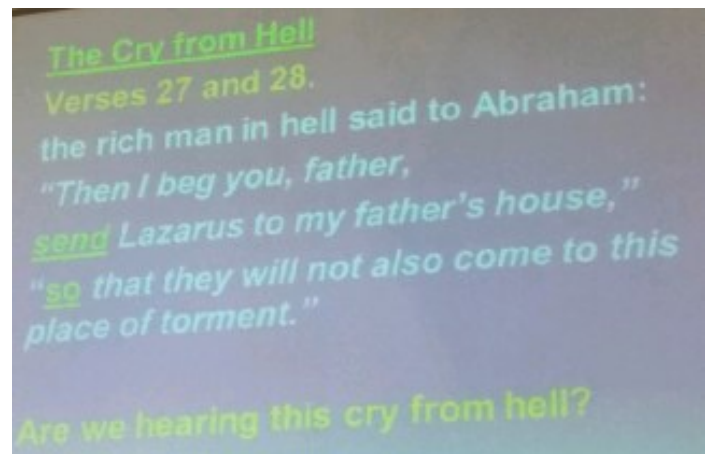 The Cry from Hell
Verses 27 and 28.
the rich man in hell said to Abraham:
“Then I beg you, father,
send Lazarus to my father’s house,”
“so that they will not also come to this
place of torment.”
Are we hearing this cry from hell?